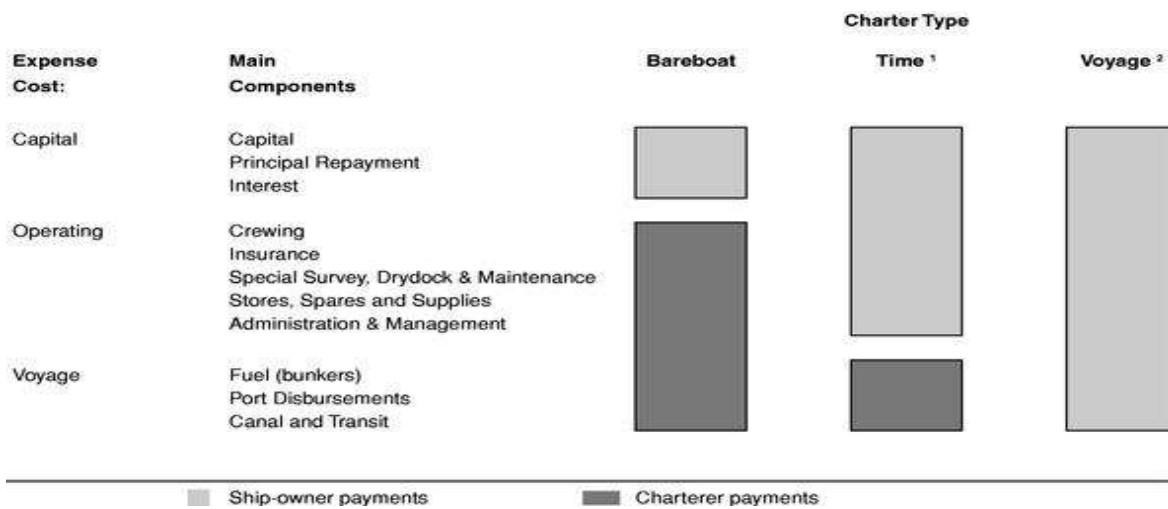 Charter Type
Expense Main Bareboat Time ¹ Voyage ²
Cost: Components
Capital Capital
Principal Repayment
Interest
Operating Crewing
Insurance
Special Survey, Drydock & Maintenance
Stores, Spares and Supplies
Administration & Management
Voyage Fuel (bunkers)
Port Disbursements
Canal and Transit
Ship-owner payments Charterer payments